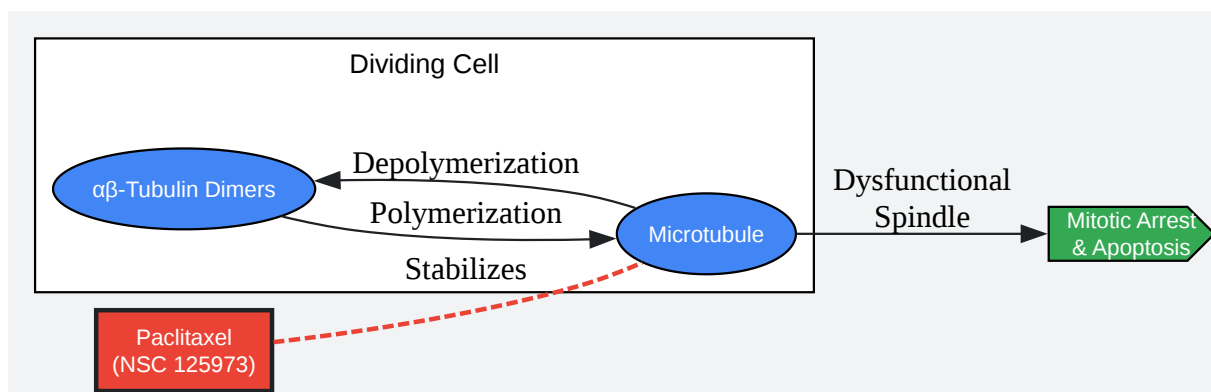 Dividing Cell
αβ-Tubulin Dimers
Depolymerization
Polymerization
Stabilizes
Microtubule
Dysfunctional
Spindle
Mitotic Arrest
& Apoptosis
Paclitaxel
(NSC 125973)